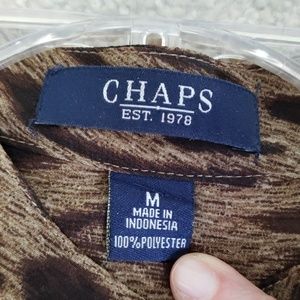 CHAPS
EST. 1978
M
MADE IN
INDONESIA
100% POLYESTER